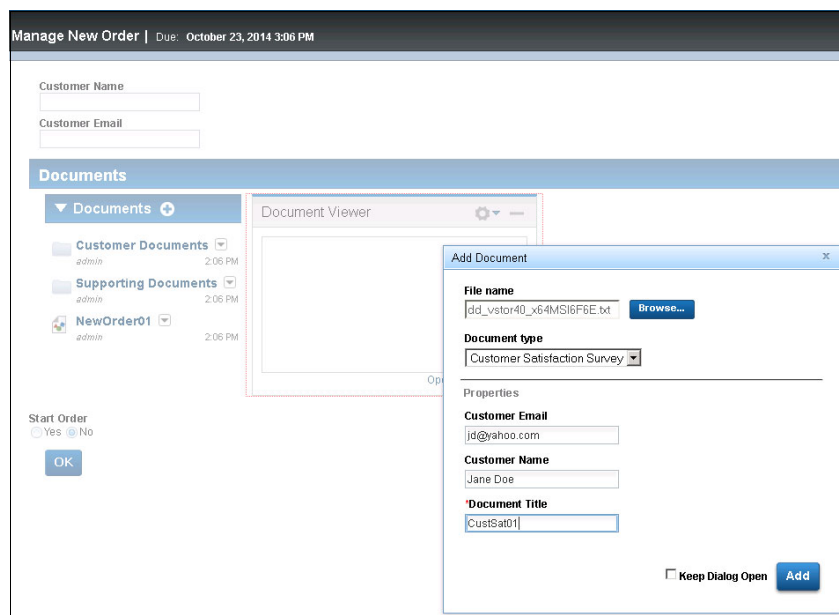 Manage New Order | Due: October 23, 2014 3:06 PM
Customer Name
Customer Email
Documents
Documents
Document Viewer
Customer Documents
admin 2:06 PM
Supporting Documents
admin 2:06 PM
NewOrder01
admin 2:06 PM
Start Order
Yes No
OK
Add Document x
File name
dd_vstor40_x64MSI6F6E.txt Browse...
Document type
Customer Satisfaction Survey
Properties
Customer Email
jd@yahoo.com
Customer Name
Jane Doe
*Document Title
CustSat01
Keep Dialog Open Add